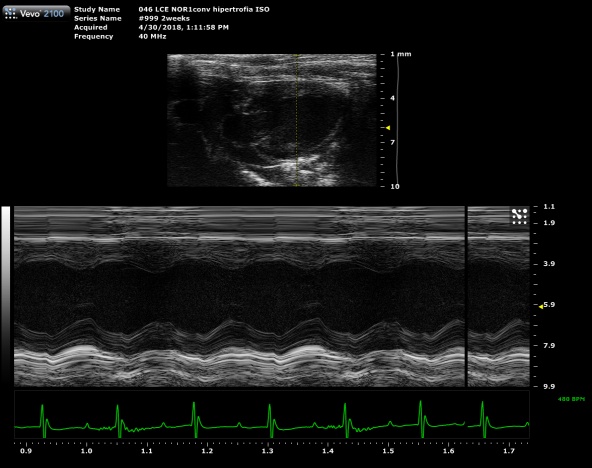 Vevo 2100
Study Name 046 LCE NOR1conv hipertrofia ISO
Series Name #999 2weeks
Acquired 4/30/2018, 1:11:58 PM
Frequency 40 MHz
1 mm
4
7
10
1.1
1.9
3.9
5.9
7.9
9.9
480 BPM
0.9 1.0 1.1 1.2 1.3 1.4 1.5 1.6 1.7